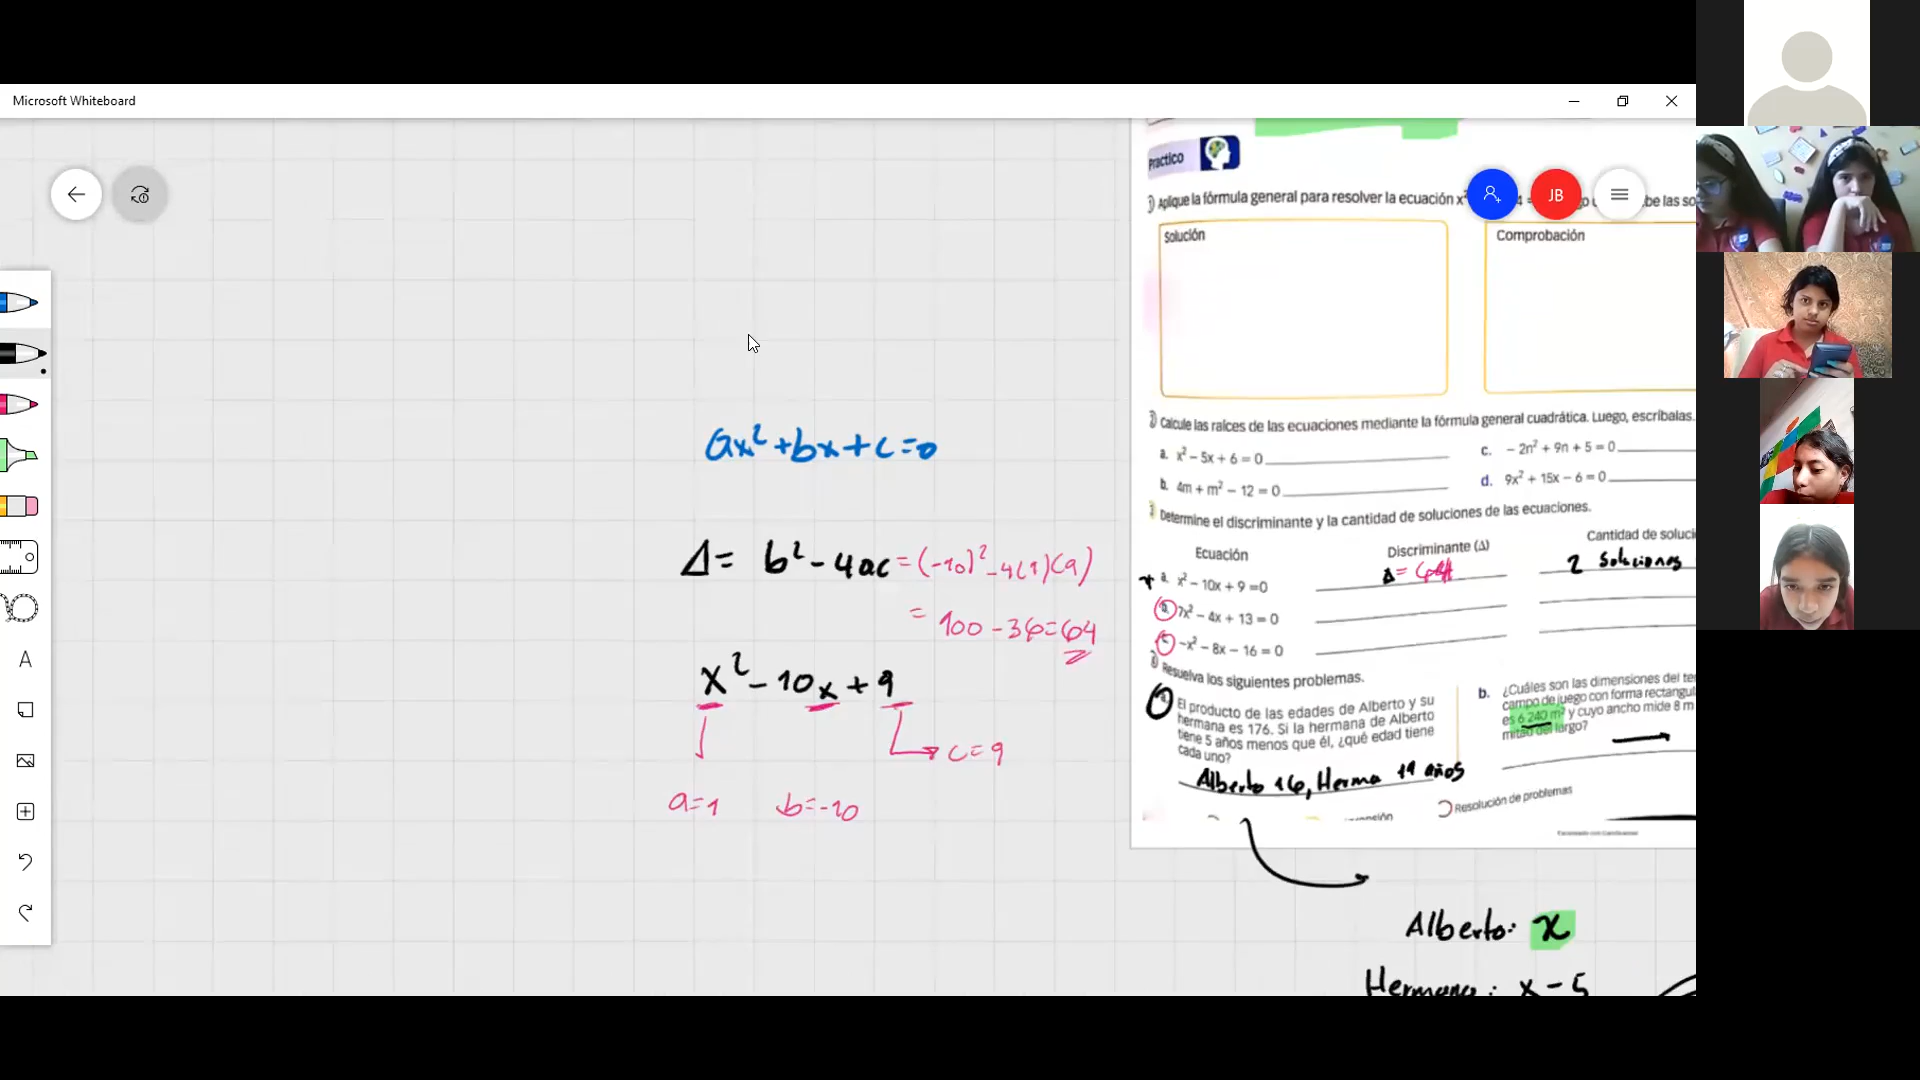 Microsoft Whiteboard
JB
ax²+bx+c=0
Δ= b²-4ac=(-10)²-4(1)(9)
= 100-36=64
x²-10x+9
c=9
a=1 b=-10
Practico
Aplique la fórmula general para resolver la ecuación x²
Solución
Comprobación
Calcule las raíces de las ecuaciones mediante la fórmula general cuadrática. Luego, escríbalas.
a. x² - 5x + 6 = 0
c. - 2n² + 9n + 5 = 0
b. 4m + m² - 12 = 0
d. 9x² + 15x - 6 = 0
Determine el discriminante y la cantidad de soluciones de las ecuaciones.
Ecuación
Discriminante (Δ)
Cantidad de soluci
a. x² - 10x + 9 =0
Δ= 64
2 Soluciones
7x² - 4x + 13 = 0
-x² - 8x - 16 = 0
Resuelva los siguientes problemas.
El producto de las edades de Alberto y su
hermana es 176. Si la hermana de Alberto
tiene 5 años menos que él, ¿qué edad tiene
cada uno?
Alberto 16, Herma 11 años
b. ¿Cuáles son las dimensiones del te
campo de juego con forma rectangul
es 6 240 m² y cuyo ancho mide 8 m
mitad del largo?
Resolución de problemas
Alberto: x
Hermana: x-5
A